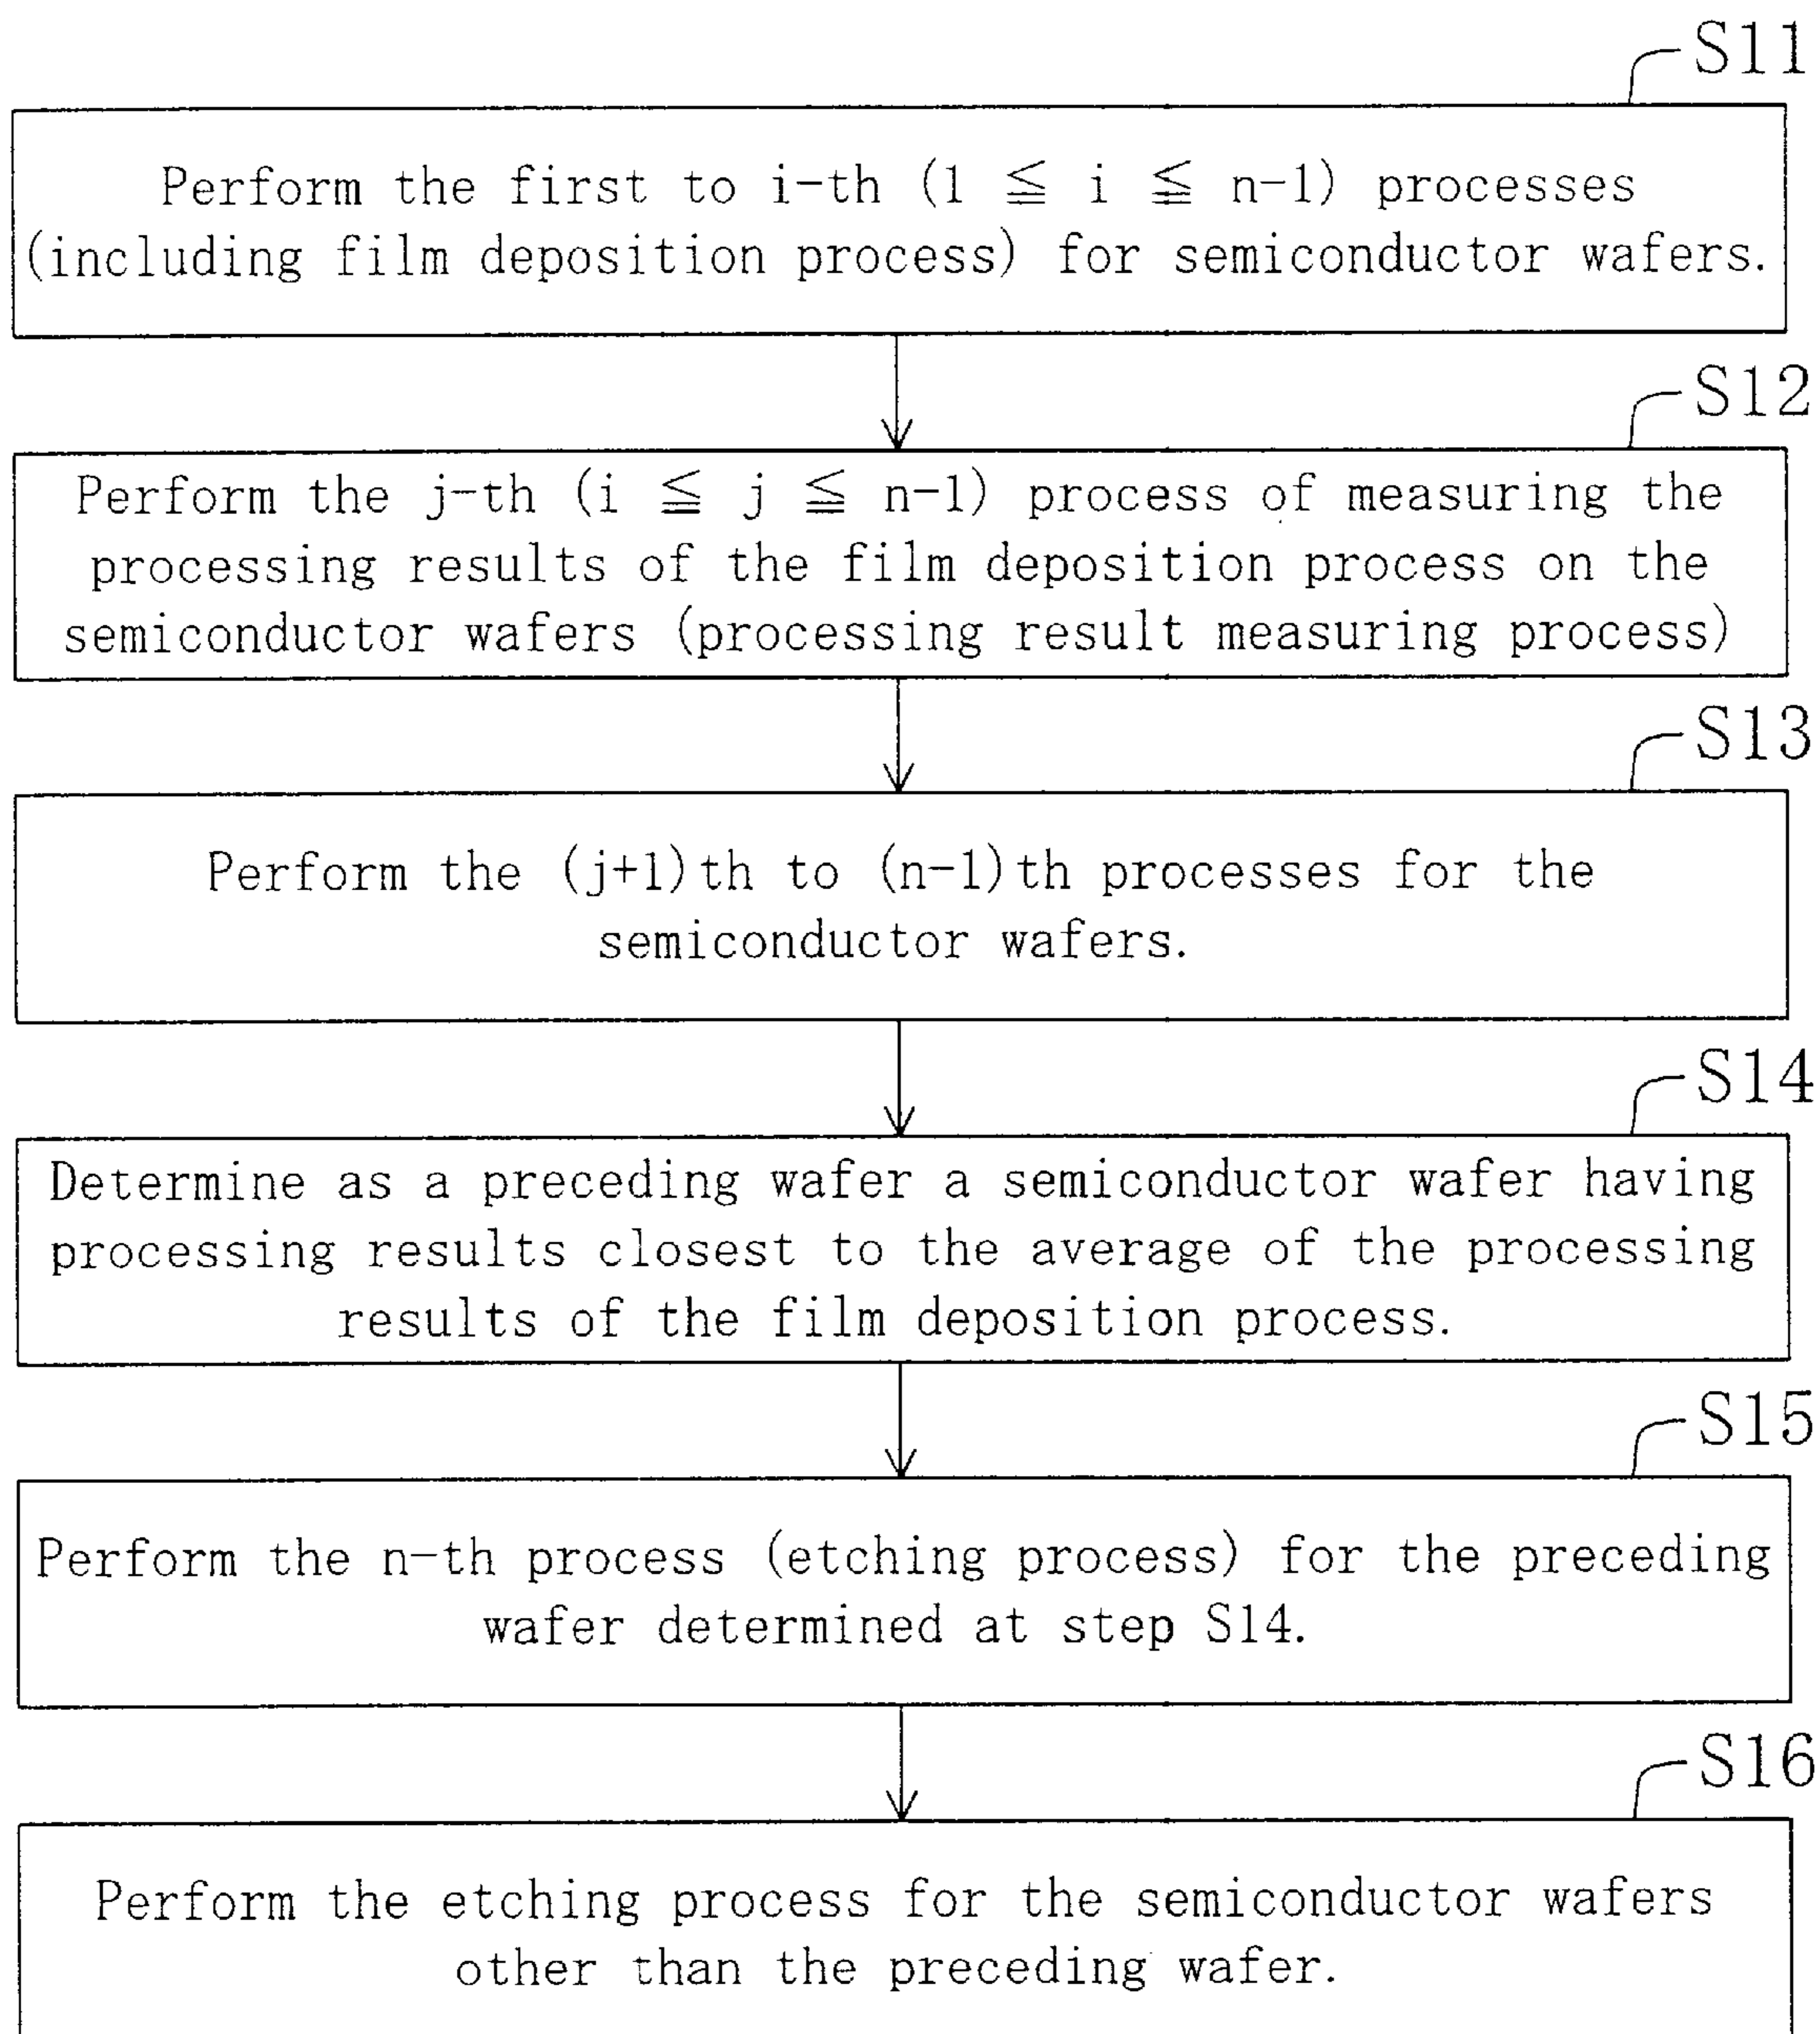 S11
Perform the first to i-th (1 ≦ i ≦ n-1) processes
(including film deposition process) for semiconductor wafers.
S12
Perform the j-th (i ≦ j ≦ n-1) process of measuring the
processing results of the film deposition process on the
semiconductor wafers (processing result measuring process)
S13
Perform the (j+1)th to (n-1)th processes for the
semiconductor wafers.
S14
Determine as a preceding wafer a semiconductor wafer having
processing results closest to the average of the processing
results of the film deposition process.
S15
Perform the n-th process (etching process) for the preceding
wafer determined at step S14.
S16
Perform the etching process for the semiconductor wafers
other than the preceding wafer.